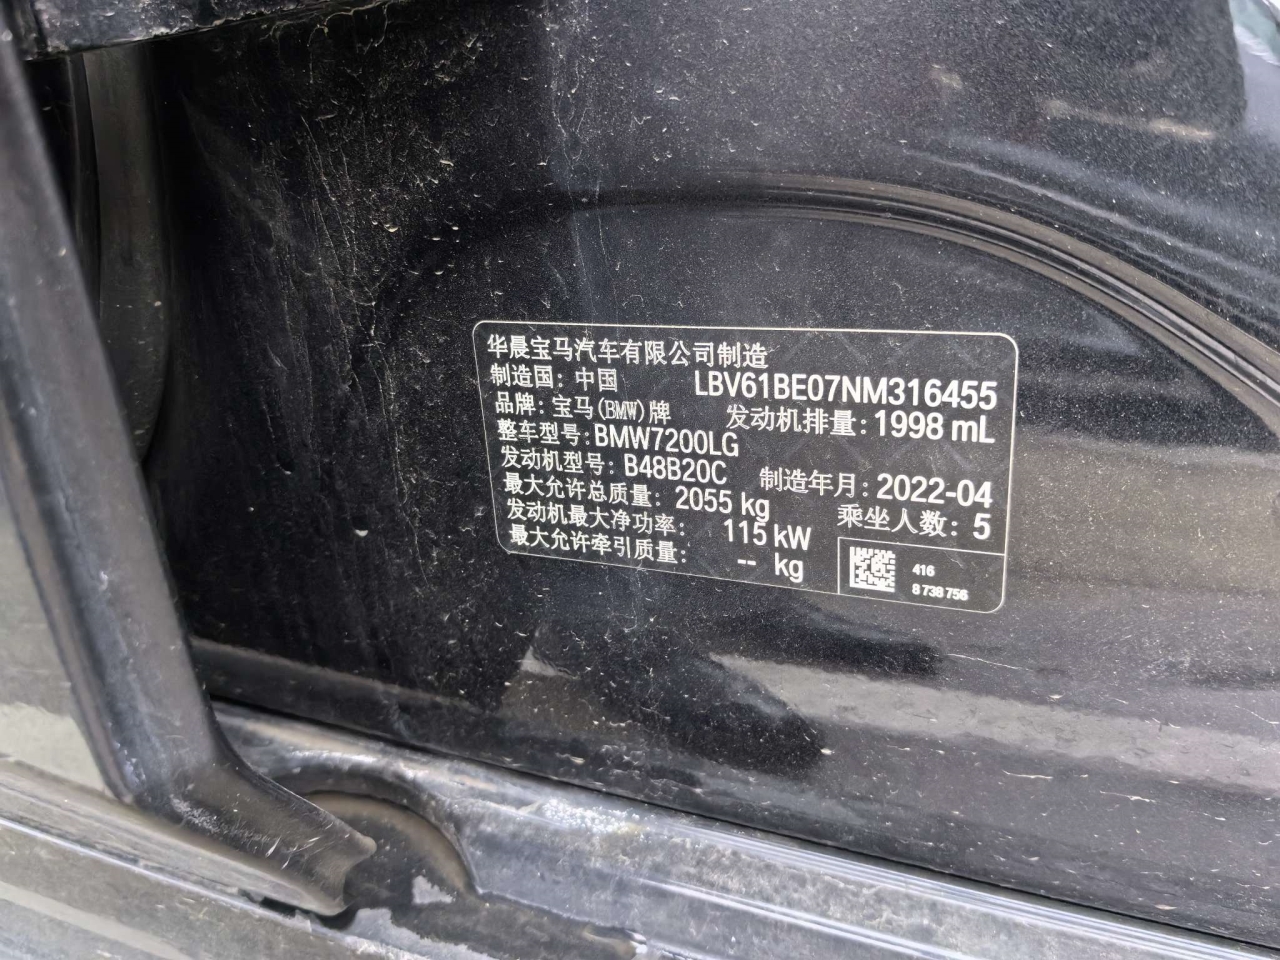 华晨宝马汽车有限公司制造
制造国：中国 LBV61BE07NM316455
品牌：宝马(BMW)牌 发动机排量：1998 mL
整车型号：BMW7200LG
发动机型号：B48B20C 制造年月：2022-04
最大允许总质量：2055 kg 乘坐人数：5
发动机最大净功率： 115 kW
最大允许牵引质量： -- kg
416
8 738 756